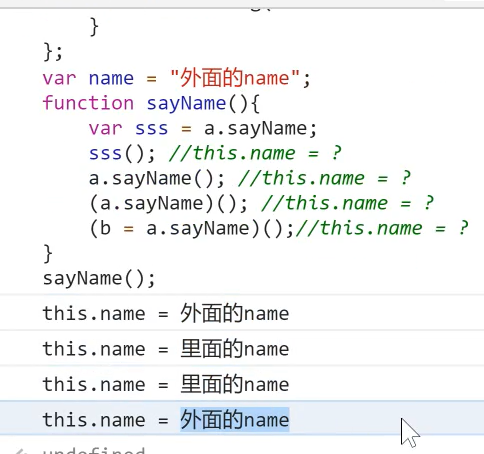 }
};
var name = "外面的name";
function sayName(){
var sss = a.sayName;
sss(); //this.name = ?
a.sayName(); //this.name = ?
(a.sayName)(); //this.name = ?
(b = a.sayName)();//this.name = ?
}
sayName();
this.name = 外面的name
this.name = 里面的name
this.name = 里面的name
this.name = 外面的name
undefined